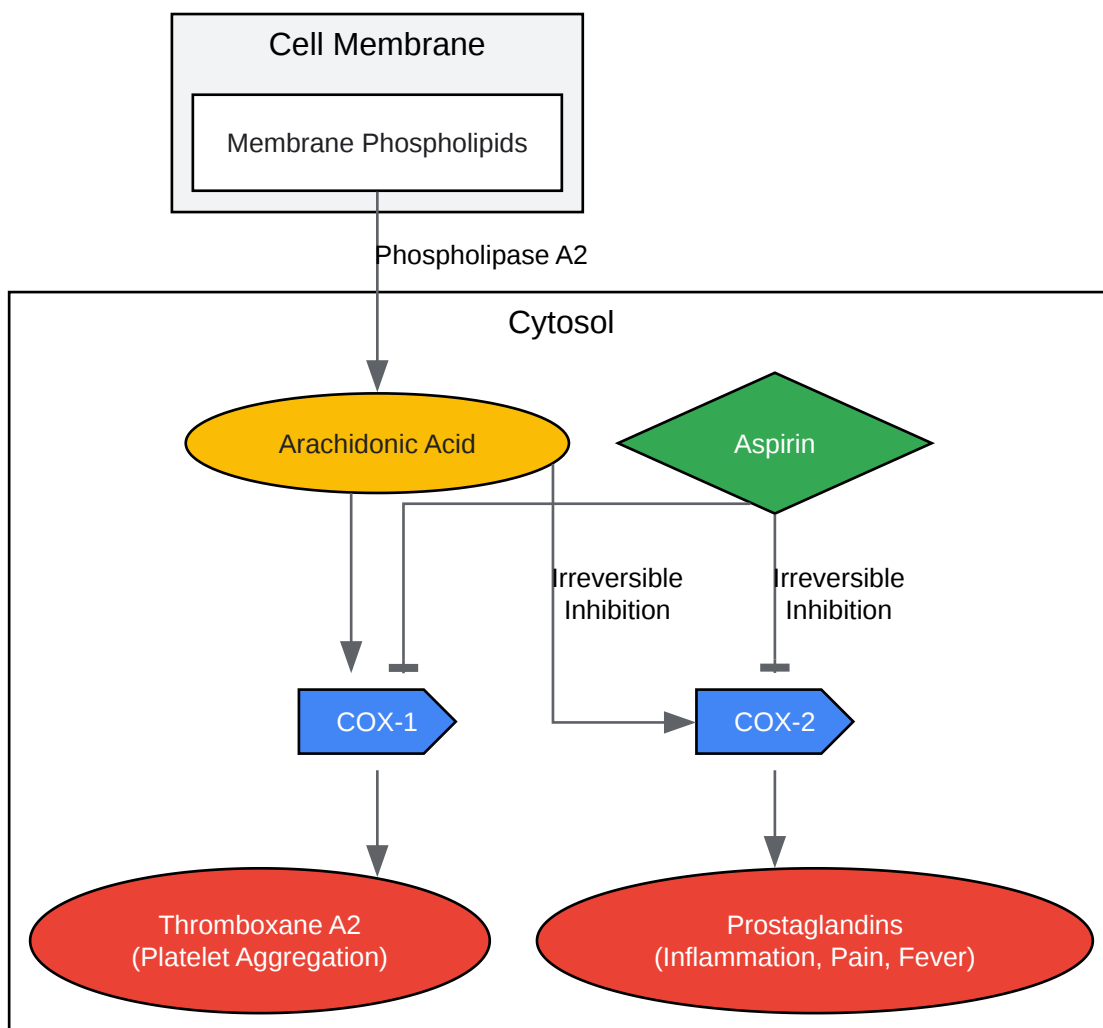 Cell Membrane
Membrane Phospholipids
Phospholipase A2
Cytosol
Arachidonic Acid
Aspirin
Irreversible
Inhibition
Irreversible
Inhibition
COX-1
COX-2
Thromboxane A2
(Platelet Aggregation)
Prostaglandins
(Inflammation, Pain, Fever)